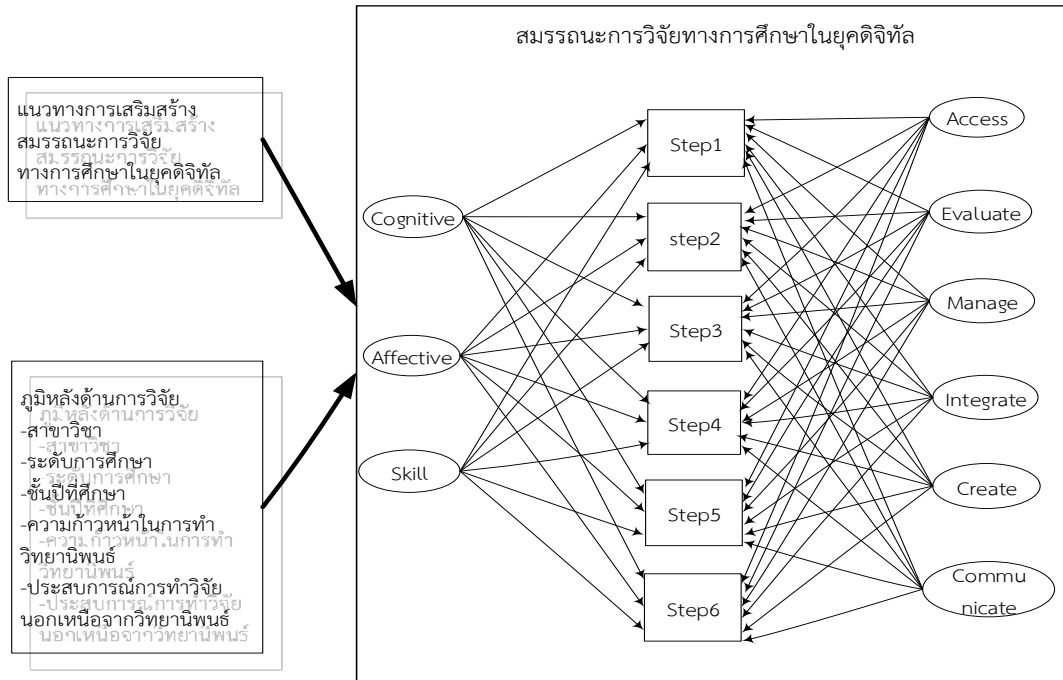 สมรรถนะการวิจัยทางการศึกษาในยุคดิจิทัล
แนวทางการเสริมสร้าง
สมรรถนะการวิจัย
ทางการศึกษาในยุคดิจิทัล
ภูมิหลังด้านการวิจัย
-สาขาวิชา
-ระดับการศึกษา
-ชั้นปีที่ศึกษา
-ความก้าวหน้าในการทำ
วิทยานิพนธ์
-ประสบการณ์การทำวิจัย
นอกเหนือจากวิทยานิพนธ์
Cognitive
Affective
Skill
Step1
step2
Step3
Step4
Step5
Step6
Access
Evaluate
Manage
Integrate
Create
Commu
nicate